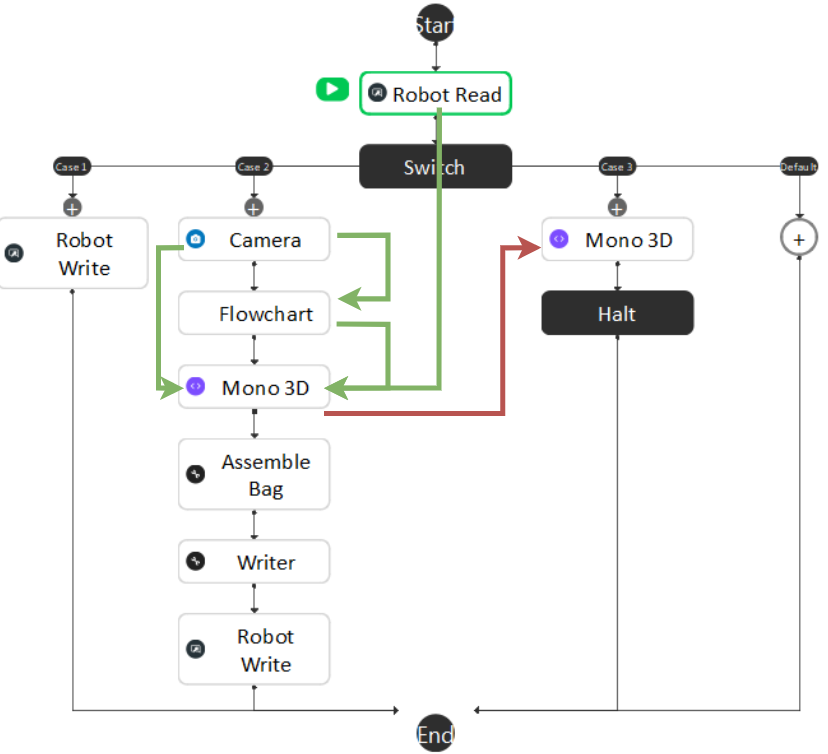 Start
Robot Read
Switch
Case 1
Case 2
Case 3
Default
Robot
Write
Camera
Mono 3D
Flowchart
Halt
Mono 3D
Assemble
Bag
Writer
Robot
Write
End